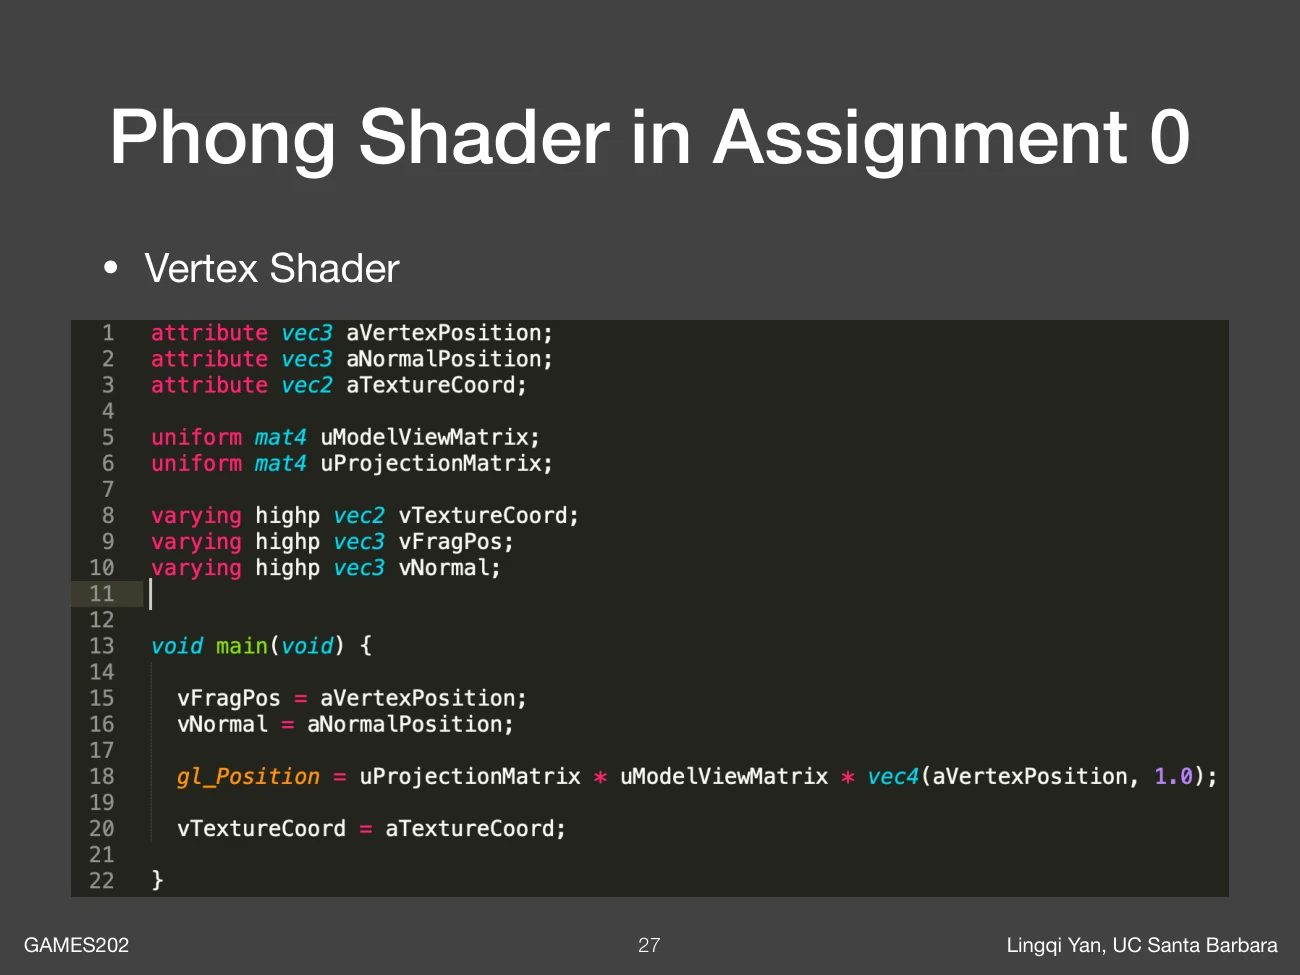 Phong Shader in Assignment 0
• Vertex Shader
1 attribute vec3 aVertexPosition;
2 attribute vec3 aNormalPosition;
3 attribute vec2 aTextureCoord;
4
5 uniform mat4 uModelViewMatrix;
6 uniform mat4 uProjectionMatrix;
7
8 varying highp vec2 vTextureCoord;
9 varying highp vec3 vFragPos;
10 varying highp vec3 vNormal;
11
12
13 void main(void) {
14
15 vFragPos = aVertexPosition;
16 vNormal = aNormalPosition;
17
18 gl_Position = uProjectionMatrix * uModelViewMatrix * vec4(aVertexPosition, 1.0);
19
20 vTextureCoord = aTextureCoord;
21
22 }
GAMES202 27 Lingqi Yan, UC Santa Barbara